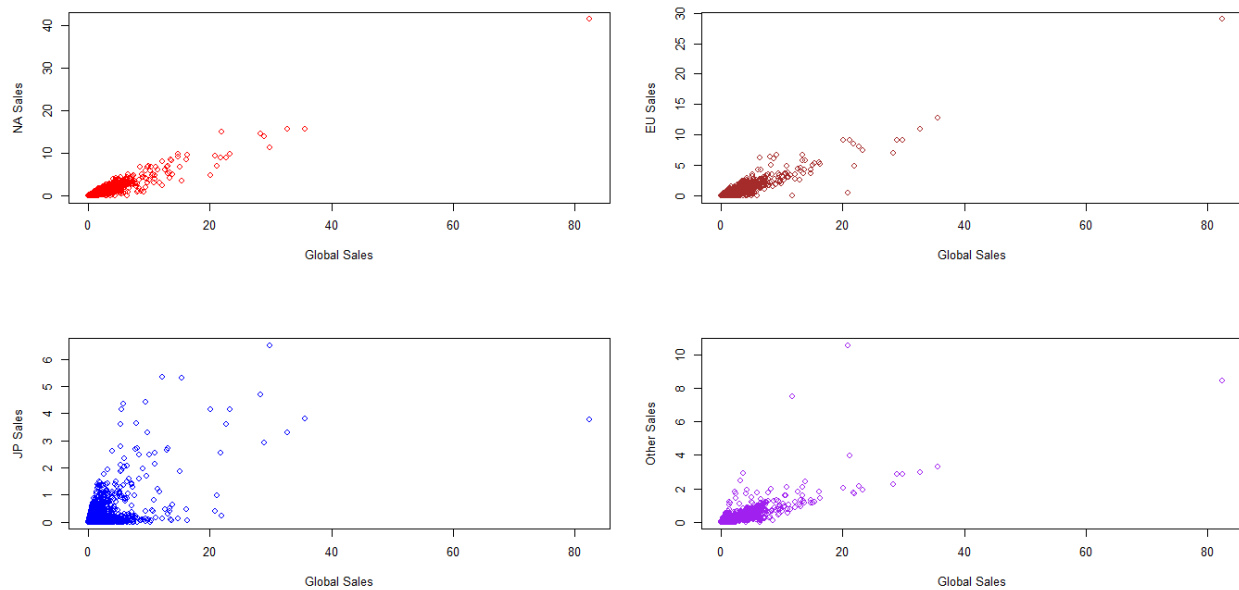 NA Sales
0 10 20 30 40
0 20 40 60 80
Global Sales
EU Sales
0 5 10 15 20 25 30
0 20 40 60 80
Global Sales
JP Sales
0 1 2 3 4 5 6
0 20 40 60 80
Global Sales
Other Sales
0 2 4 6 8 10
0 20 40 60 80
Global Sales